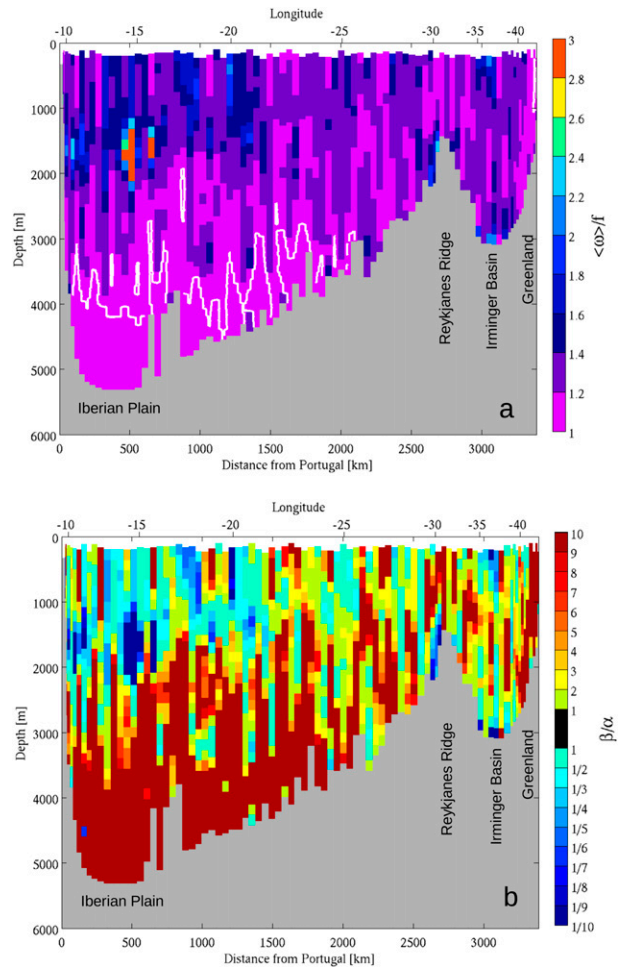 Longitude
-10 -15 -20 -25 -30 -35 -40
0
1000
2000
3000
4000
5000
6000
Depth [m]
Reykjanes Ridge
Irminger Basin
Greenland
Iberian Plain
a
0 500 1000 1500 2000 2500 3000
Distance from Portugal [km]
3
2.8
2.6
2.4
2.2
2
1.8
1.6
1.4
1.2
1
<ω>/f
Longitude
-10 -15 -20 -25 -30 -35 -40
0
1000
2000
3000
4000
5000
6000
Depth [m]
Reykjanes Ridge
Irminger Basin
Greenland
Iberian Plain
b
0 500 1000 1500 2000 2500 3000
Distance from Portugal [km]
10
9
8
7
6
5
4
3
2
1
1
1/2
1/3
1/4
1/5
1/6
1/7
1/8
1/9
1/10
β/α